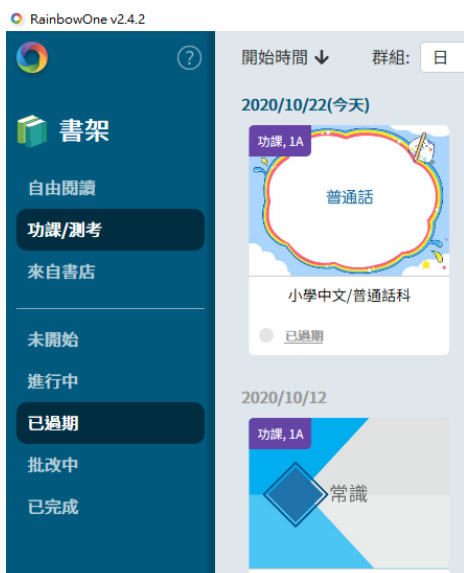 RainbowOne v2.4.2
?
書架
自由閱讀
功課/測考
來自書店
未開始
進行中
已過期
批改中
已完成
開始時間 群組: 日
2020/10/22(今天)
功課, 1A
普通話
小學中文/普通話科
已過期
2020/10/12
功課, 1A
常識